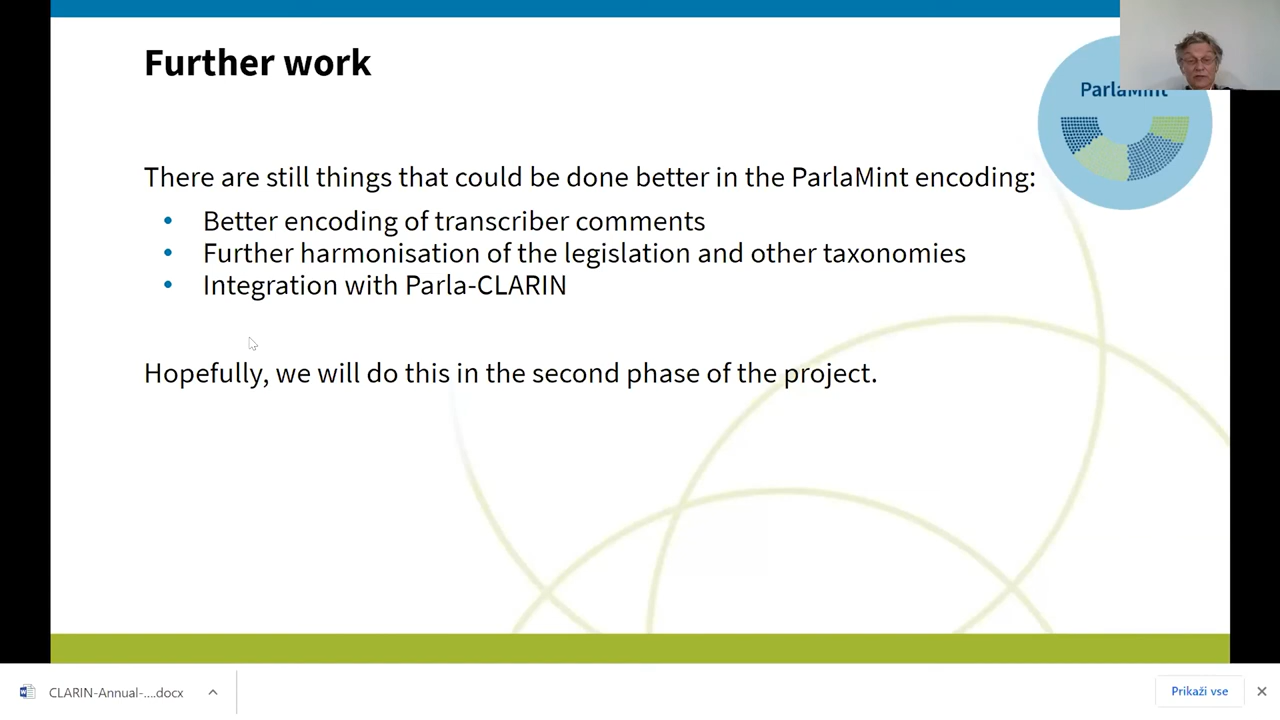 Further work
ParlaMint
There are still things that could be done better in the ParlaMint encoding:
• Better encoding of transcriber comments
• Further harmonisation of the legislation and other taxonomies
• Integration with Parla-CLARIN
Hopefully, we will do this in the second phase of the project.
CLARIN-Annual-....docx
Prikaži vse